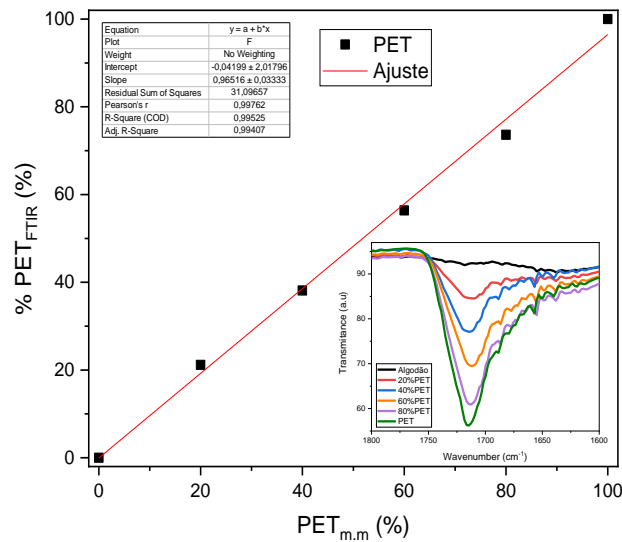 Equation y = a + b*x
Plot F
Weight No Weighting
Intercept -0,04199 ± 2,01796
Slope 0,96516 ± 0,03333
Residual Sum of Squares 31,09657
Pearson's r 0,99762
R-Square (COD) 0,99525
Adj. R-Square 0,99407
PET
Ajuste
100
80
60
40
20
0
% PET_FTIR (%)
90
80
70
60
Transmiance (a.u)
Algodão
20%PET
40%PET
60%PET
80%PET
PET
1800 1750 1700 1650 1600
Wavenumber (cm⁻¹)
0 20 40 60 80 100
PET_m.m (%)